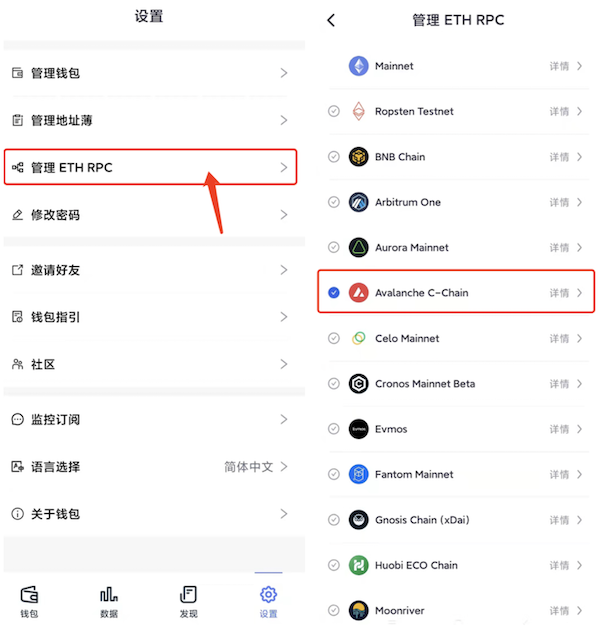 设置
管理钱包
管理地址薄
管理 ETH RPC
修改密码
邀请好友
钱包指引
社区
监控订阅
语言选择 简体中文
关于钱包
钱包 数据 发现 设置
管理 ETH RPC
Mainnet 详情
Ropsten Testnet 详情
BNB Chain 详情
Arbitrum One 详情
Aurora Mainnet 详情
Avalanche C-Chain 详情
Celo Mainnet 详情
Cronos Mainnet Beta 详情
Evmos Evmos 详情
Fantom Mainnet 详情
Gnosis Chain (xDai) 详情
Huobi ECO Chain 详情
Moonriver 详情